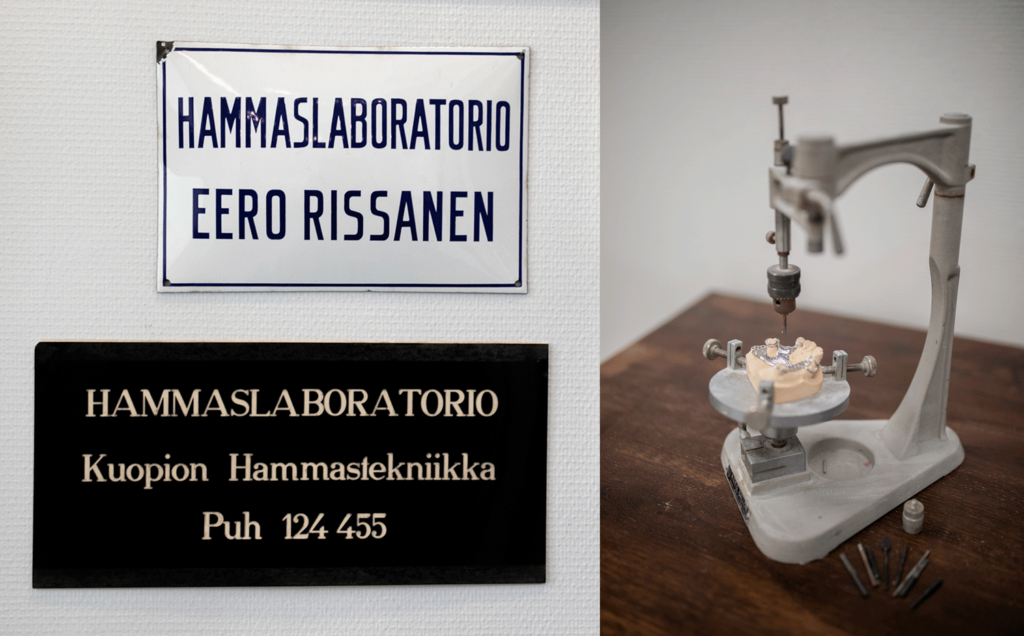 HAMMASLABORATORIO
EERO RISSANEN
HAMMASLABORATORIO
Kuopion Hammastekniikka
Puh 124 455